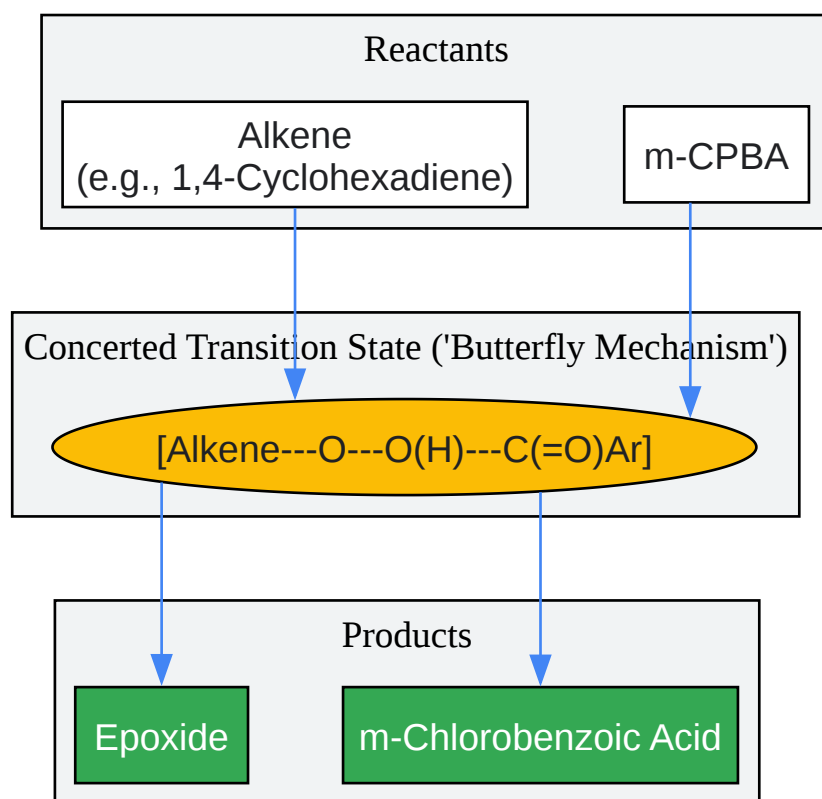 Reactants
Alkene
(e.g., 1,4-Cyclohexadiene)
m-CPBA
Concerted Transition State ('Butterfly Mechanism')
[Alkene---O---O(H)---C(=O)Ar]
Products
Epoxide
m-Chlorobenzoic Acid